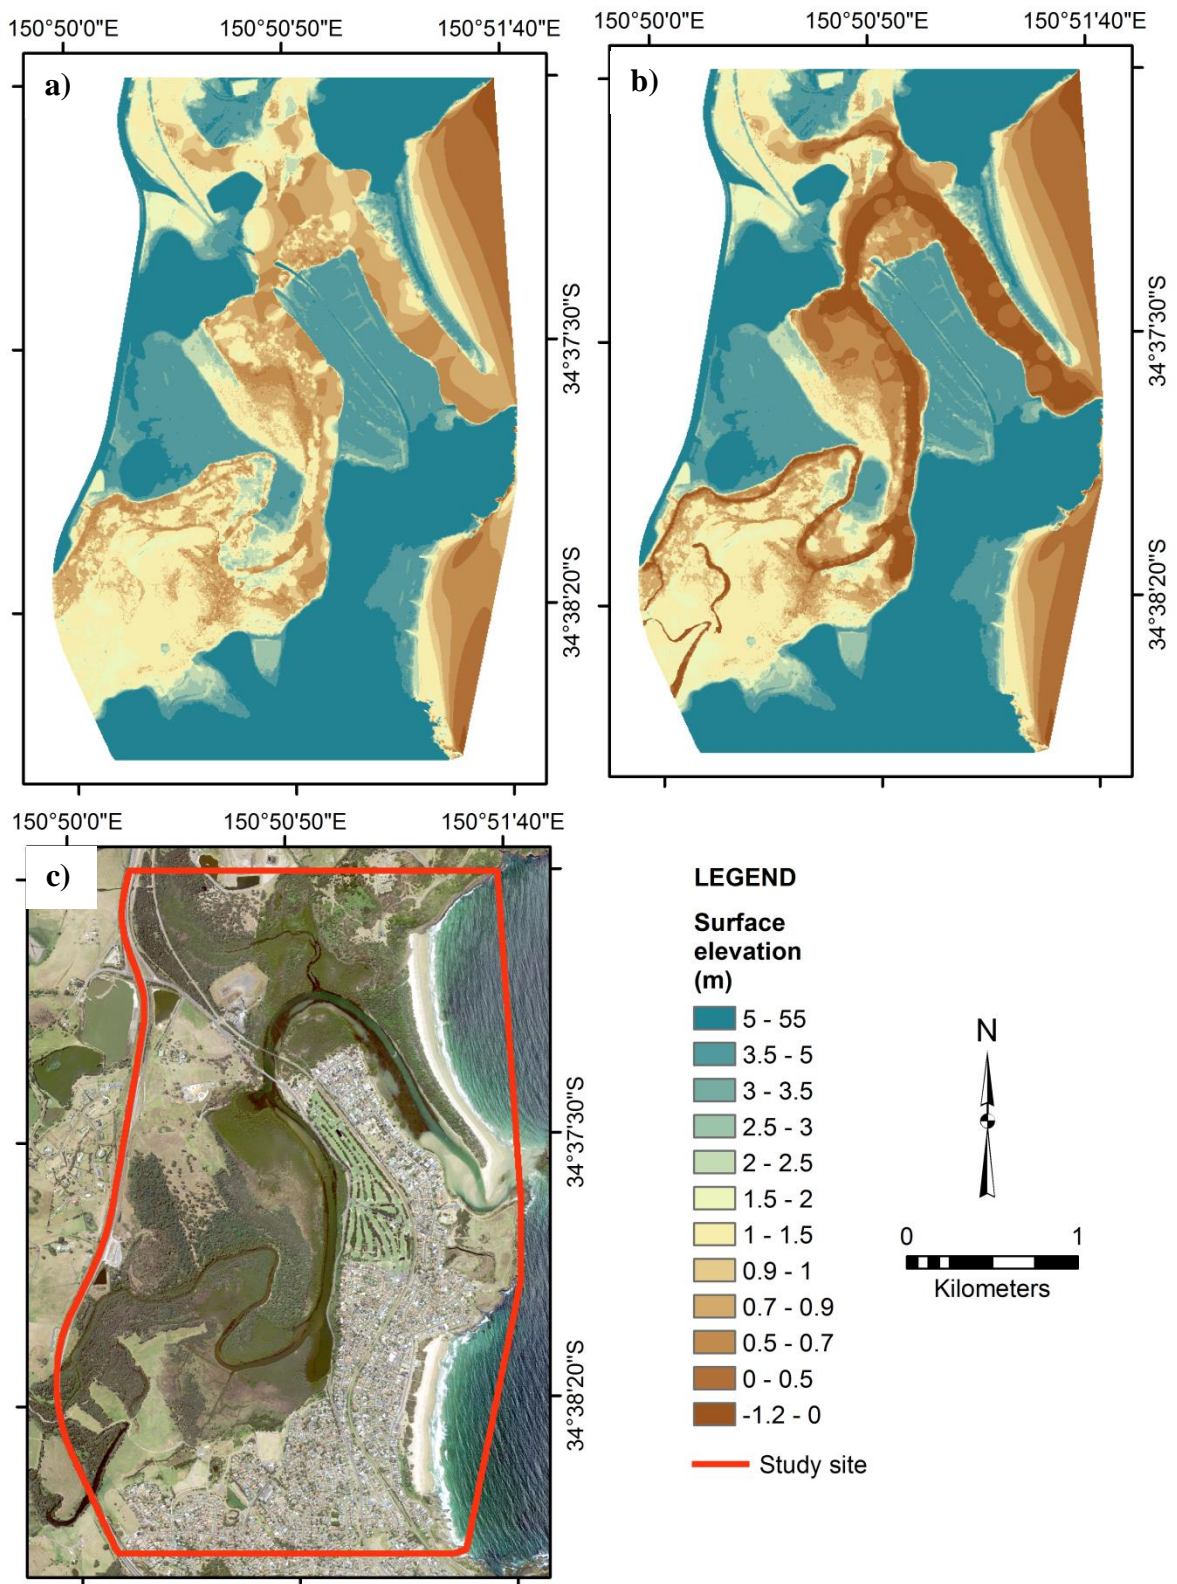 150°50'0"E 150°50'50"E 150°51'40"E
150°50'0"E 150°50'50"E 150°51'40"E
a)
b)
34°37'30"S
34°37'30"S
34°38'20"S
34°38'20"S
150°50'0"E 150°50'50"E 150°51'40"E
c)
34°37'30"S
34°38'20"S
LEGEND
Surface
elevation
(m)
5 - 55
3.5 - 5
3 - 3.5
2.5 - 3
2 - 2.5
1.5 - 2
1 - 1.5
0.9 - 1
0.7 - 0.9
0.5 - 0.7
0 - 0.5
-1.2 - 0
Study site
N
0 1
Kilometers